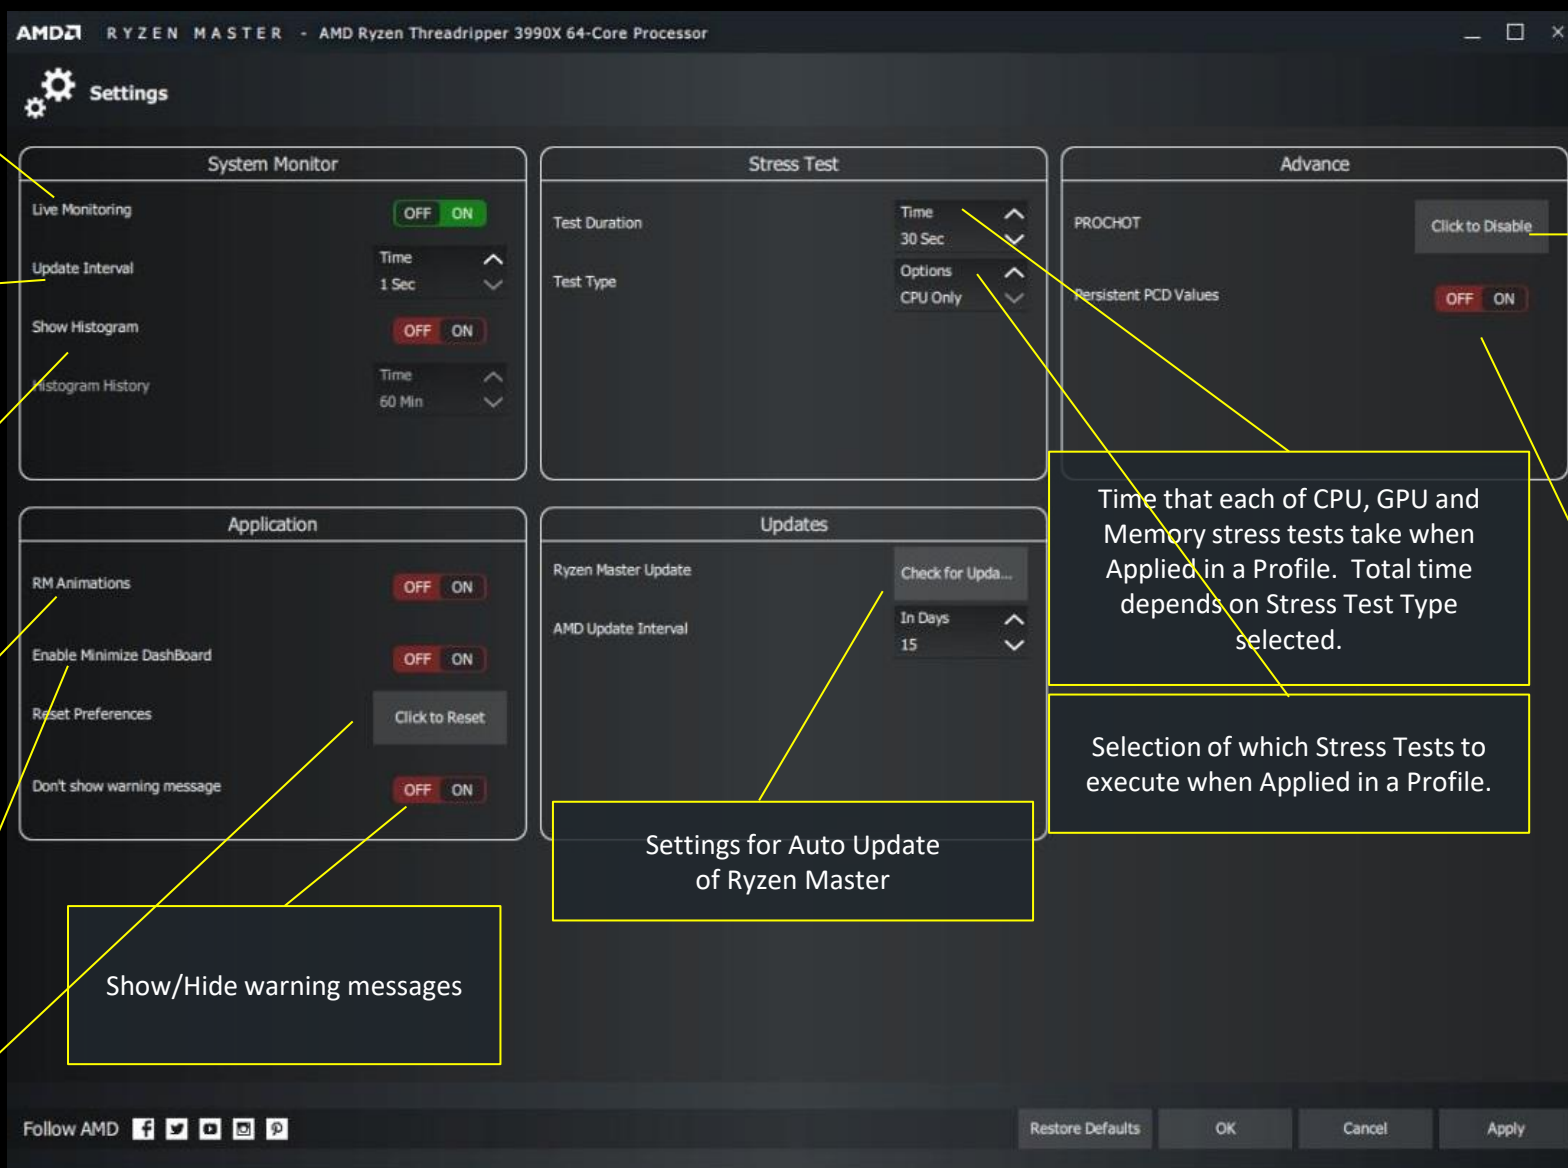 AMD RYZEN MASTER - AMD Ryzen Threadripper 3990X 64-Core Processor
Settings
System Monitor
Live Monitoring
OFF ON
Update Interval
Time
1 Sec
Show Histogram
OFF ON
Histogram History
Time
60 Min
Stress Test
Test Duration
Time
30 Sec
Test Type
Options
CPU Only
Advance
PROCHOT
Click to Disable
Persistent PCD Values
OFF ON
Time that each of CPU, GPU and
Memory stress tests take when
Applied in a Profile. Total time
depends on Stress Test Type
selected.
Selection of which Stress Tests to
execute when Applied in a Profile.
Application
RM Animations
OFF ON
Enable Minimize DashBoard
OFF ON
Reset Preferences
Click to Reset
Don't show warning message
OFF ON
Updates
Ryzen Master Update
Check for Upda...
AMD Update Interval
In Days
15
Settings for Auto Update
of Ryzen Master
Show/Hide warning messages
Follow AMD
Restore Defaults
OK
Cancel
Apply